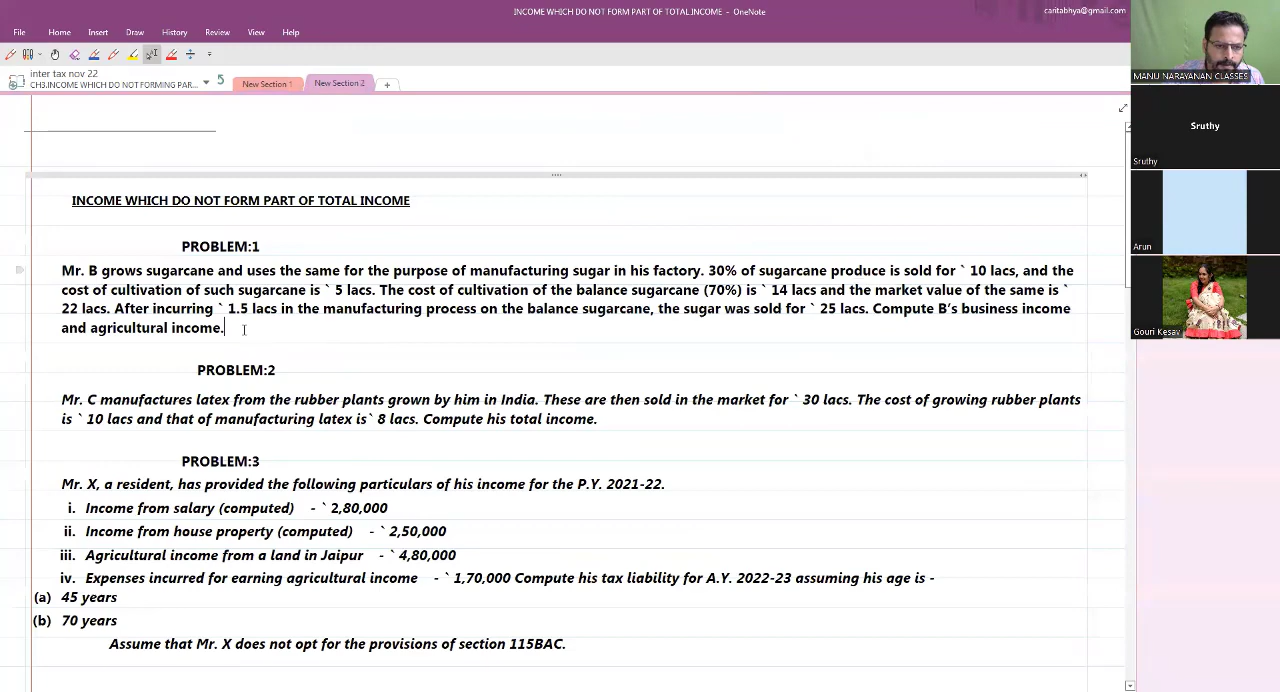 INCOME WHICH DO NOT FORM PART OF TOTAL INCOME - OneNote
caritabhya@gmail.com
File Home Insert Draw History Review View Help
inter tax nov 22
CH3.INCOME WHICH DO NOT FORMING PAR...
New Section 1
New Section 2
MANU NARAYANAN CLASSES
Sruthy
Sruthy
Arun
Gouri Kesav
INCOME WHICH DO NOT FORM PART OF TOTAL INCOME
PROBLEM:1
Mr. B grows sugarcane and uses the same for the purpose of manufacturing sugar in his factory. 30% of sugarcane produce is sold for ` 10 lacs, and the
cost of cultivation of such sugarcane is ` 5 lacs. The cost of cultivation of the balance sugarcane (70%) is ` 14 lacs and the market value of the same is `
22 lacs. After incurring ` 1.5 lacs in the manufacturing process on the balance sugarcane, the sugar was sold for ` 25 lacs. Compute B's business income
and agricultural income.
PROBLEM:2
Mr. C manufactures latex from the rubber plants grown by him in India. These are then sold in the market for ` 30 lacs. The cost of growing rubber plants
is ` 10 lacs and that of manufacturing latex is` 8 lacs. Compute his total income.
PROBLEM:3
Mr. X, a resident, has provided the following particulars of his income for the P.Y. 2021-22.
i. Income from salary (computed) - ` 2,80,000
ii. Income from house property (computed) - ` 2,50,000
iii. Agricultural income from a land in Jaipur - ` 4,80,000
iv. Expenses incurred for earning agricultural income - ` 1,70,000 Compute his tax liability for A.Y. 2022-23 assuming his age is -
(a) 45 years
(b) 70 years
Assume that Mr. X does not opt for the provisions of section 115BAC.